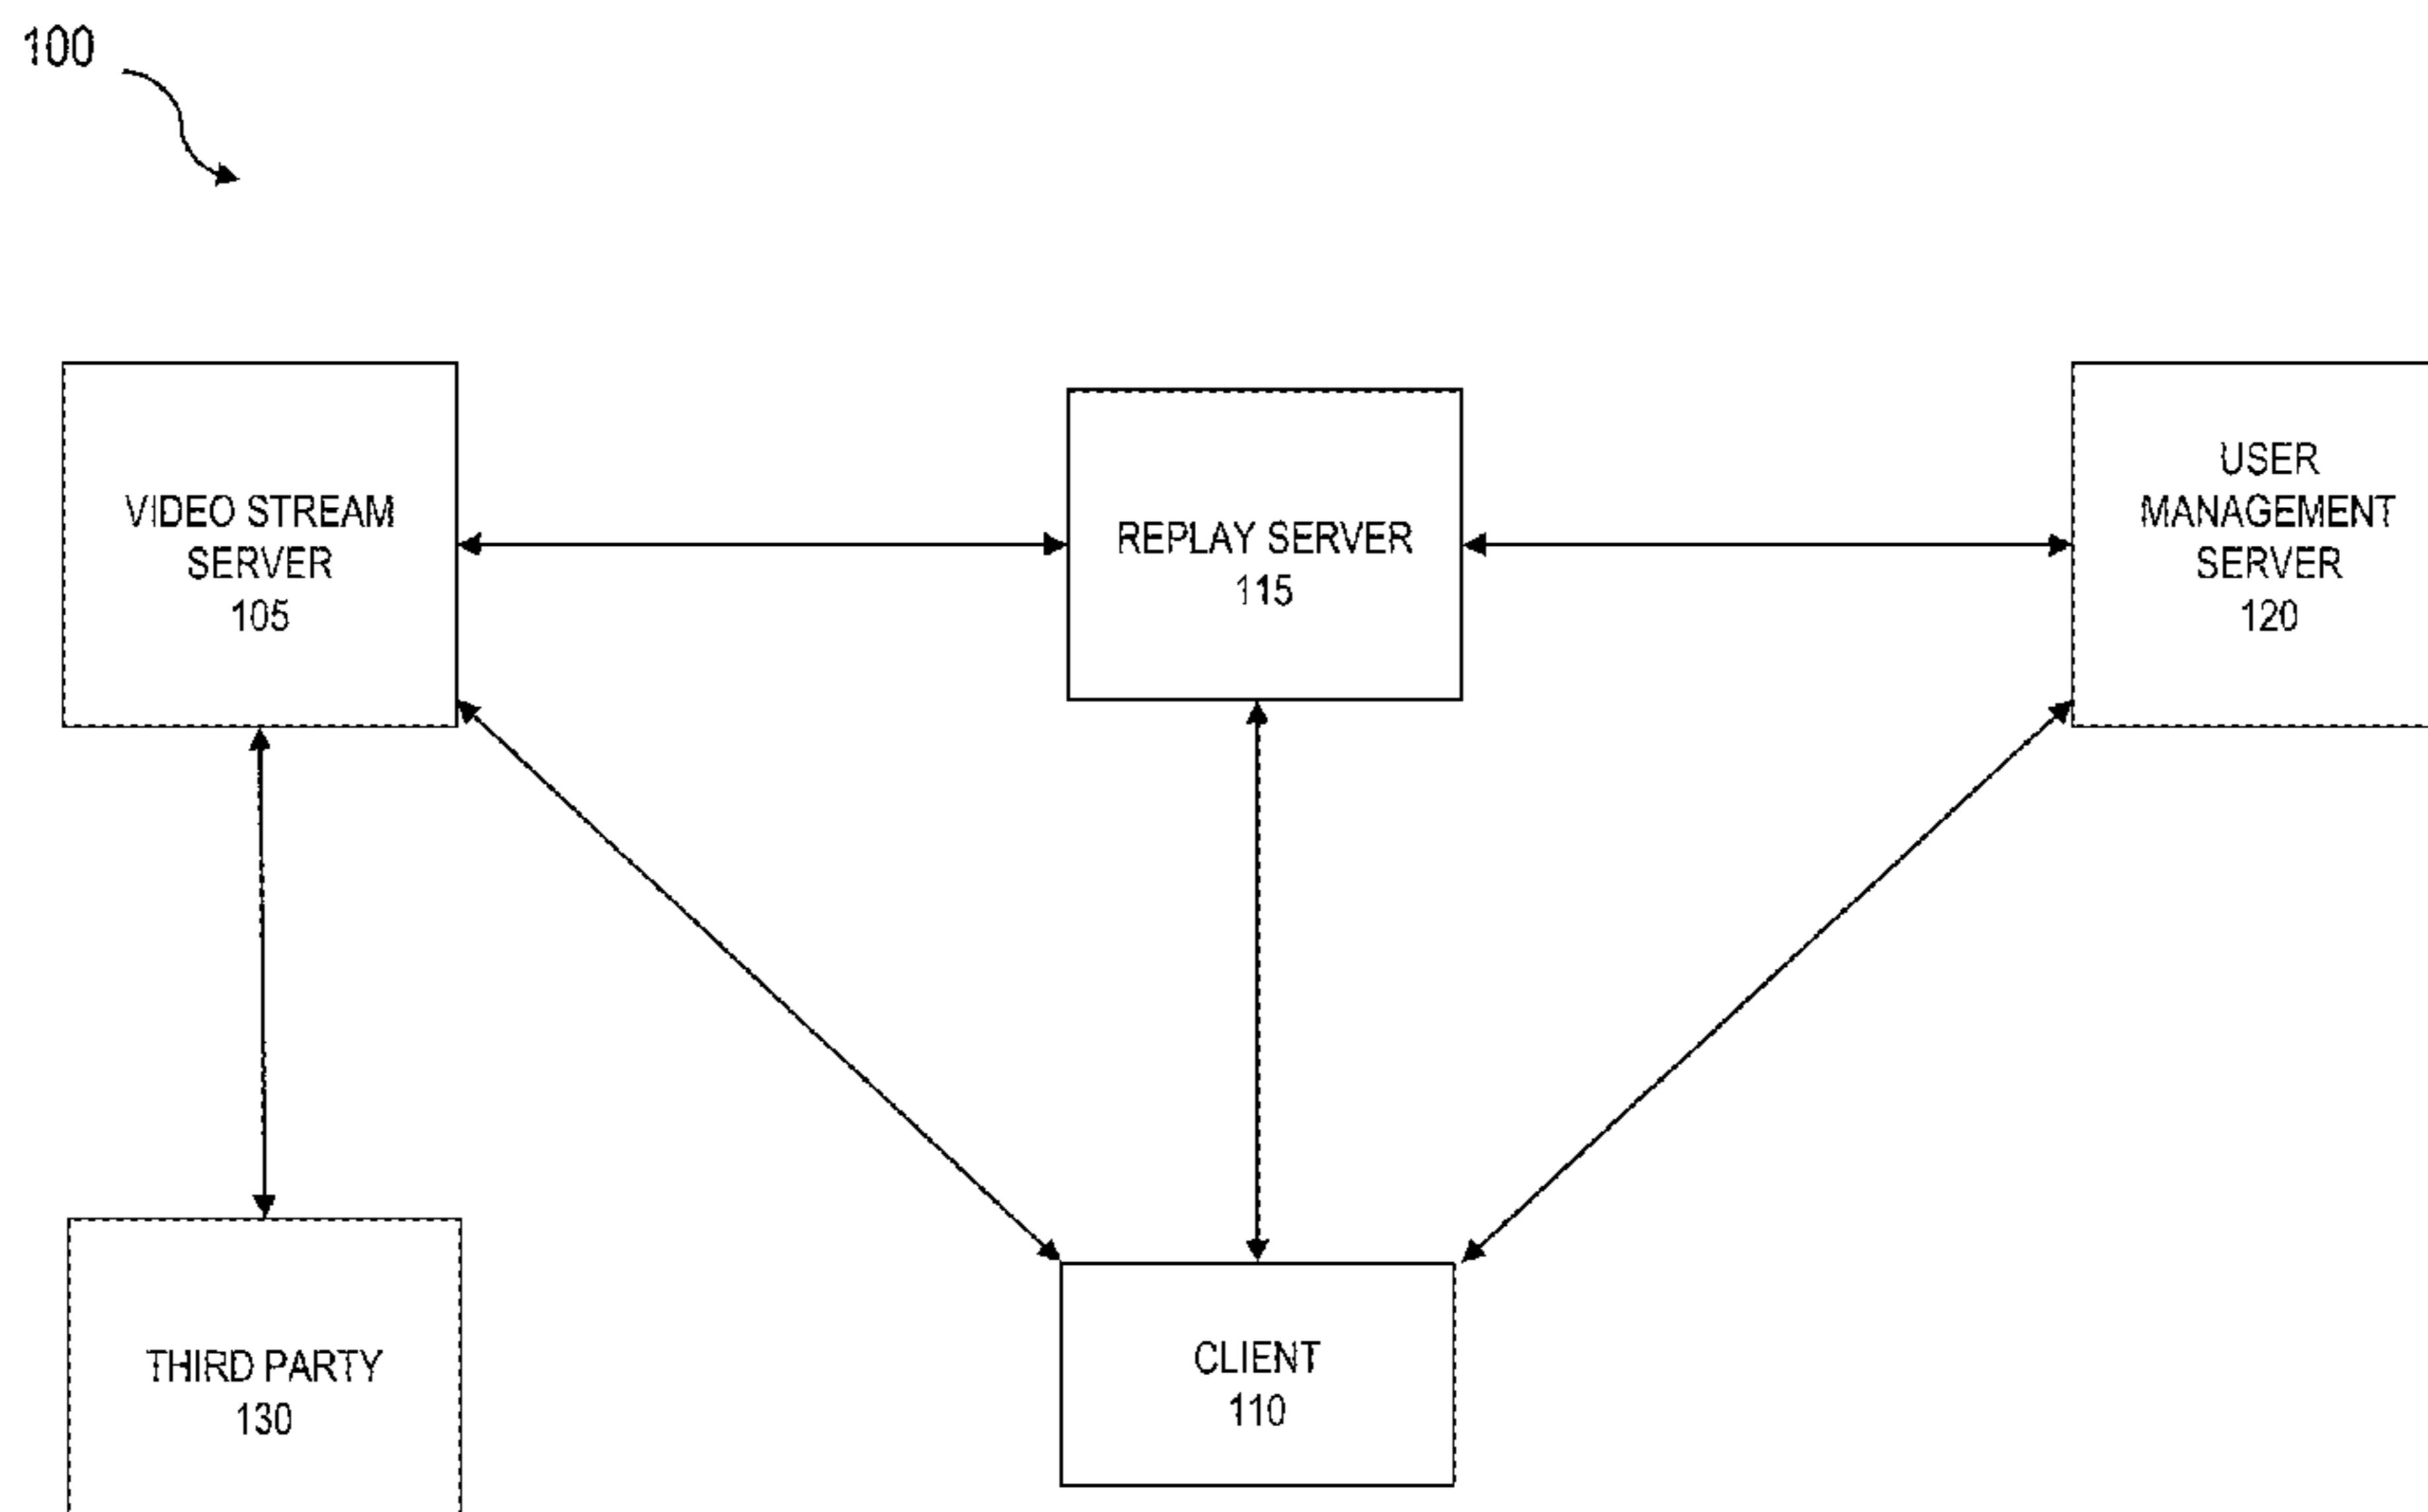 100
VIDEO STREAM
SERVER
105
REPLAY SERVER
115
USER
MANAGEMENT
SERVER
120
THIRD PARTY
130
CLIENT
110